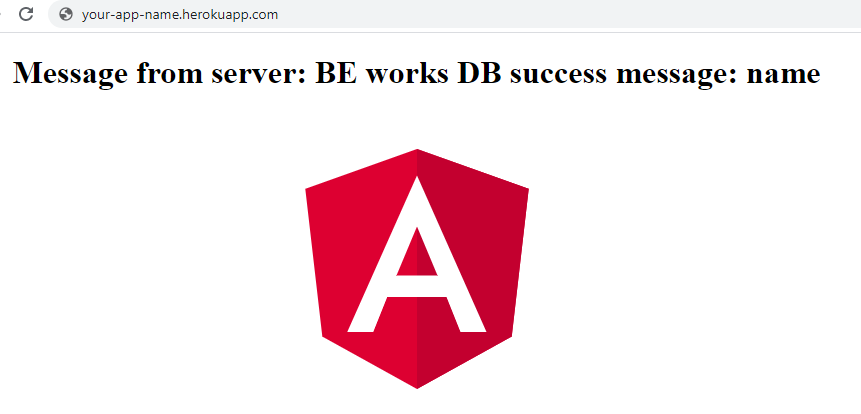 your-app-name.herokuapp.com
Message from server: BE works DB success message: name
A